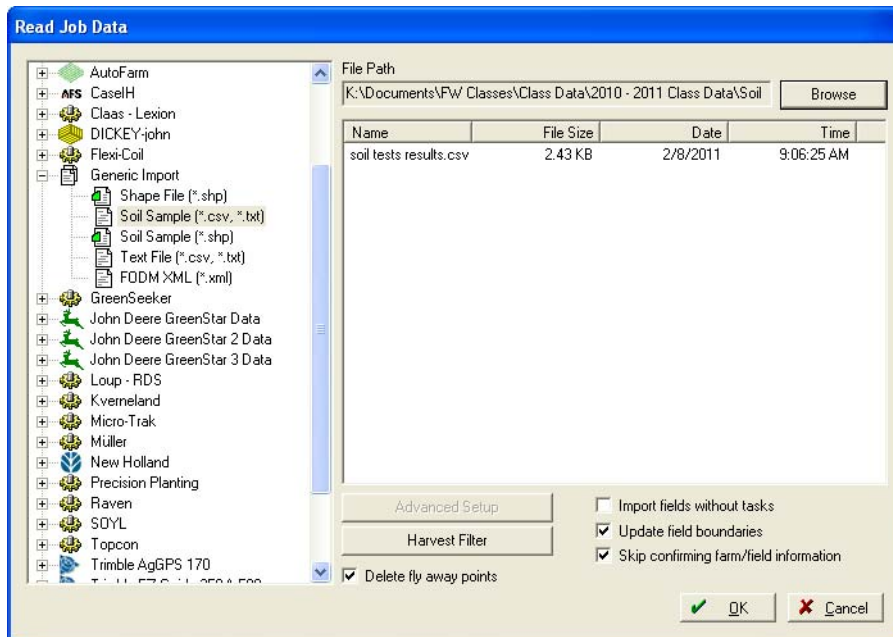 Read Job Data
AutoFarm
AFS CaseIH
Claas - Lexion
DICKEY-john
Flexi-Coil
Generic Import
Shape File (*.shp)
Soil Sample (*.csv, *.txt)
Soil Sample (*.shp)
Text File (*.csv, *.txt)
FODM XML (*.xml)
GreenSeeker
John Deere GreenStar Data
John Deere GreenStar 2 Data
John Deere GreenStar 3 Data
Loup - RDS
Kverneland
Micro-Trak
Müller
New Holland
Precision Planting
Raven
SOYL
Topcon
Trimble AgGPS 170
File Path
K:\Documents\FW Classes\Class Data\2010 - 2011 Class Data\Soil Browse
Name File Size Date Time
soil tests results.csv 2.43 KB 2/8/2011 9:06:25 AM
Advanced Setup
Harvest Filter
Delete fly away points
Import fields without tasks
Update field boundaries
Skip confirming farm/field information
OK Cancel